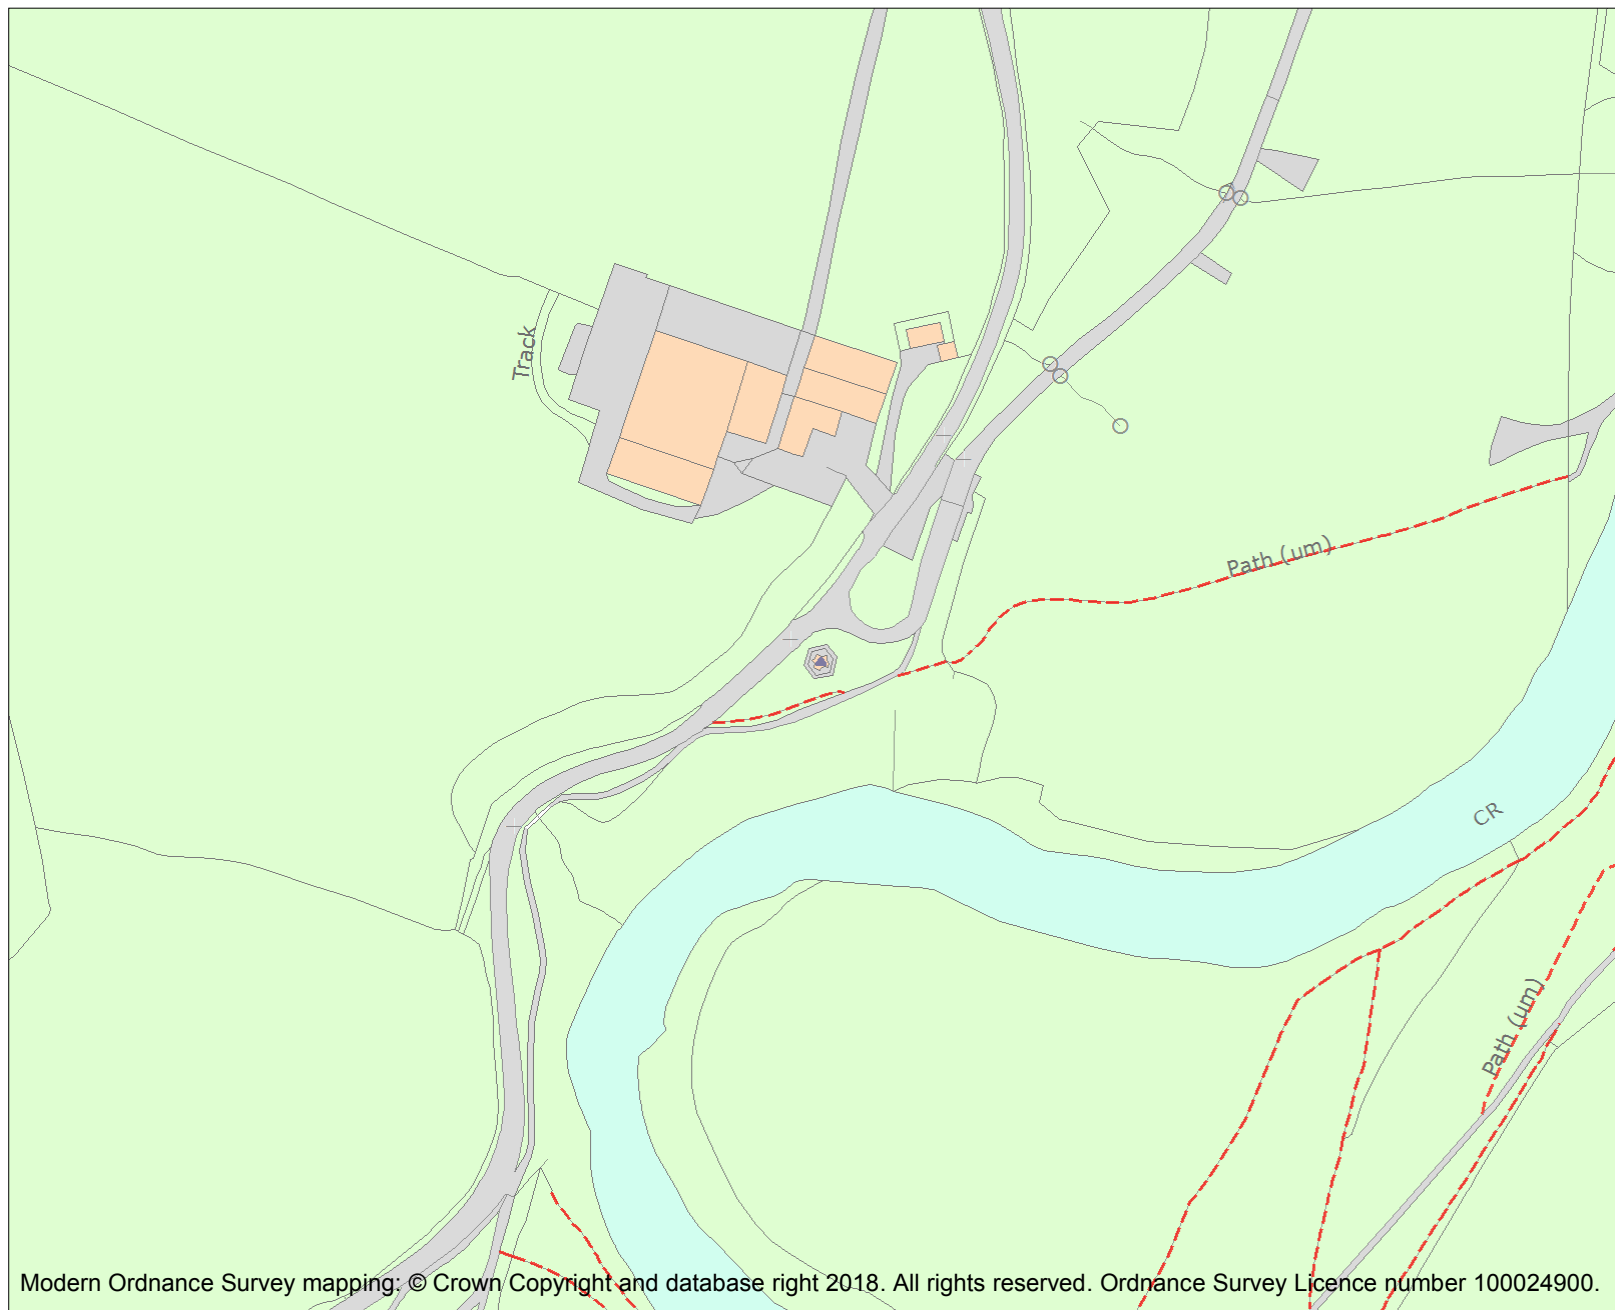 Track
Path (um)
CR
Path (um)
Modern Ordnance Survey mapping: © Crown Copyright and database right 2018. All rights reserved. Ordnance Survey Licence number 100024900.